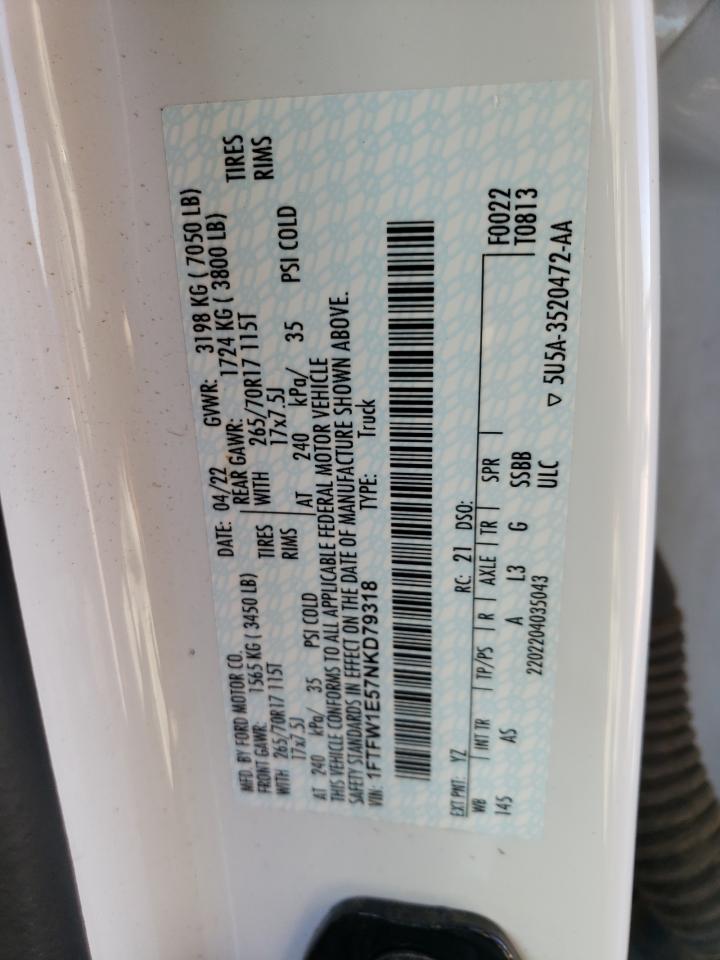 MFD. BY FORD MOTOR CO.
DATE: 04/22 GVWR: 3198 KG ( 7050 LB)
FRONT GAWR: 1565 KG ( 3450 LB) REAR GAWR: 1724 KG ( 3800 LB)
WITH 265/70R17 115T TIRES WITH 265/70R17 115T TIRES
17x7.5J RIMS 17x7.5J RIMS
AT 240 kPa/ 35 PSI COLD AT 240 kPa/ 35 PSI COLD
THIS VEHICLE CONFORMS TO ALL APPLICABLE FEDERAL MOTOR VEHICLE
SAFETY STANDARDS IN EFFECT ON THE DATE OF MANUFACTURE SHOWN ABOVE.
VIN: 1FTFW1E57NKD79318 TYPE: Truck
EXT PNT: YZ RC: 21 DSO:
WB INT TR TP/PS R AXLE TR SPR F0022
145 AS A L3 G SSBB T0813
2202204035043 ULC
▽ 5U5A-3520472-AA